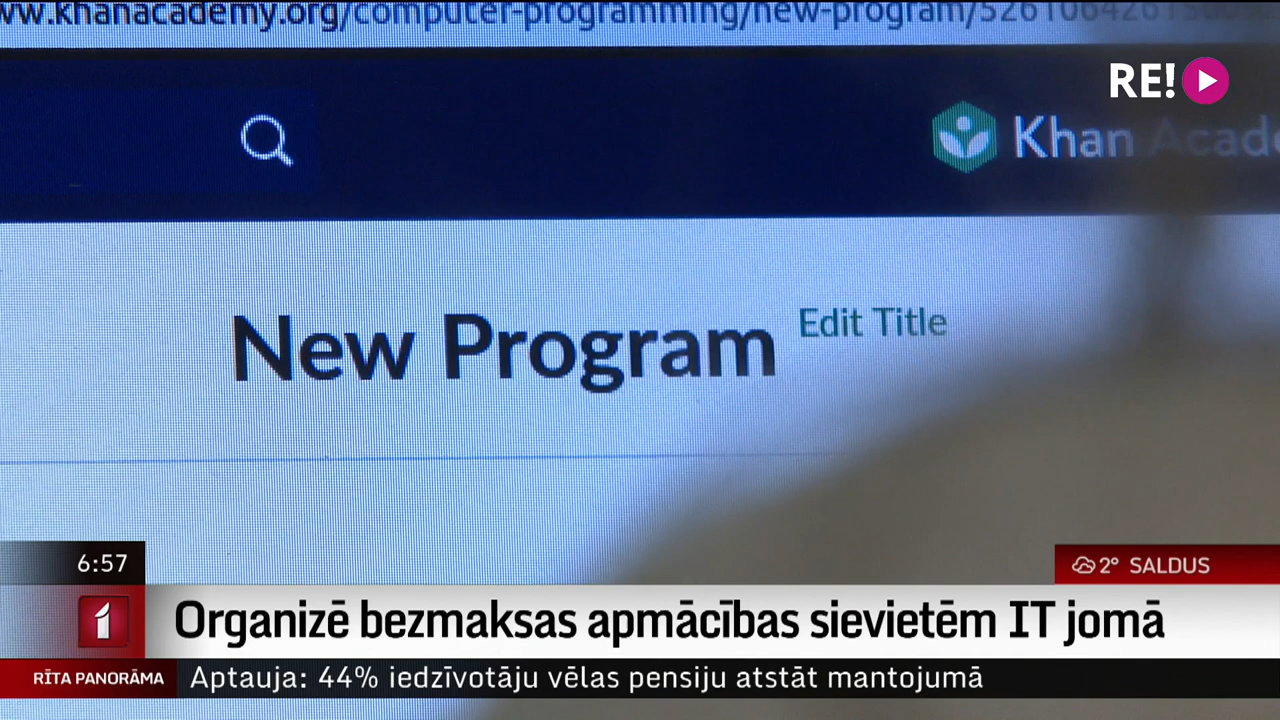 ww.khanacademy.org/computer-programming/new-program/
RE!
Khan Acade
New Program Edit Title
6:57
2° SALDUS
1 Organizē bezmaksas apmācības sievietēm IT jomā
RĪTA PANORĀMA Aptauja: 44% iedzīvotāju vēlas pensiju atstāt mantojumā